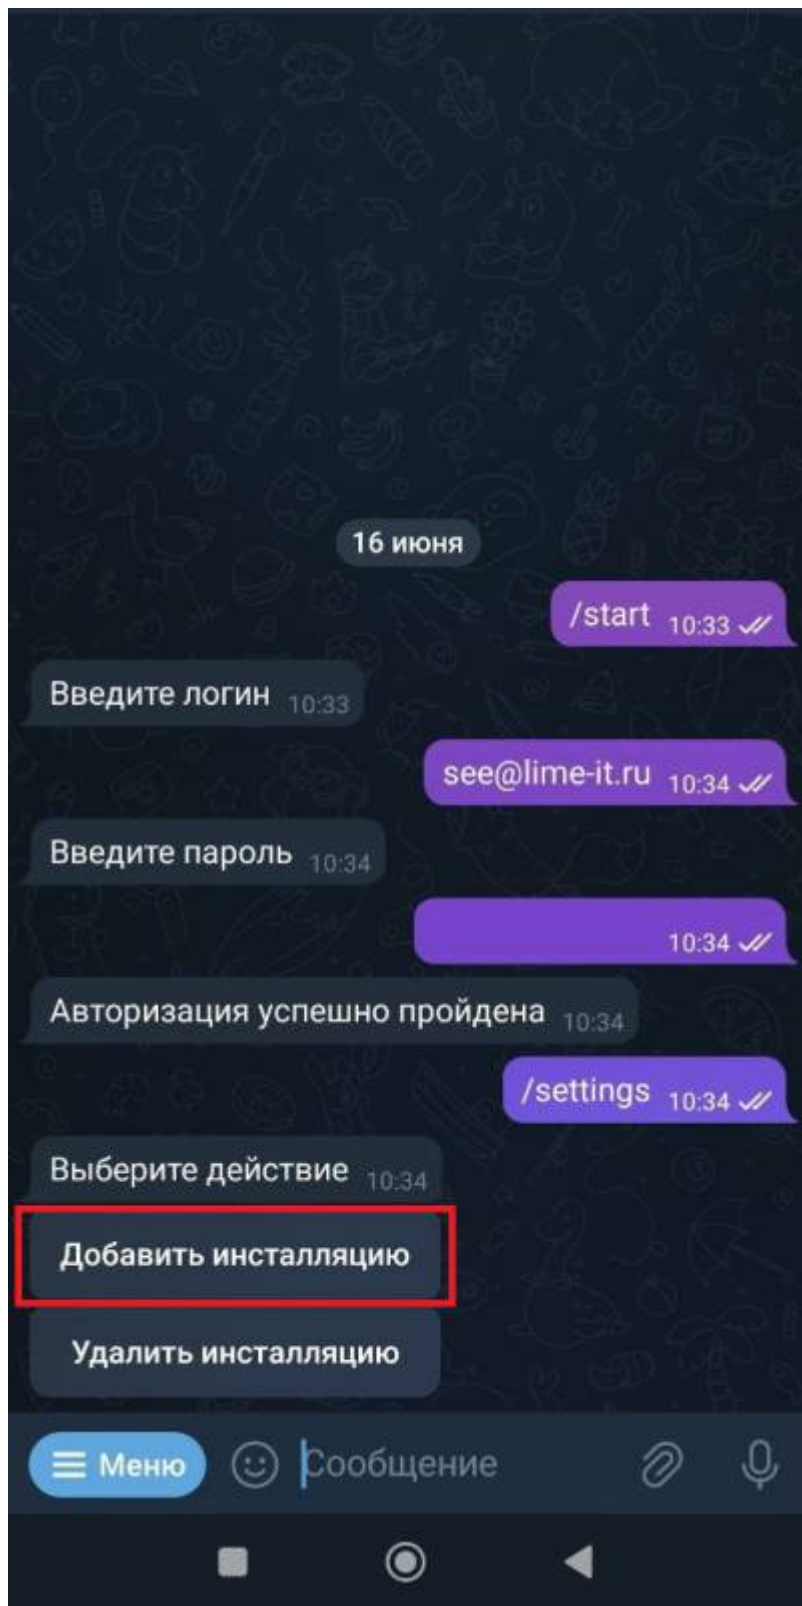 16 июня
/start 10:33
Введите логин 10:33
see@lime-it.ru 10:34
Введите пароль 10:34
10:34
Авторизация успешно пройдена 10:34
/settings 10:34
Выберите действие 10:34
Добавить инсталляцию
Удалить инсталляцию
Меню Сообщение